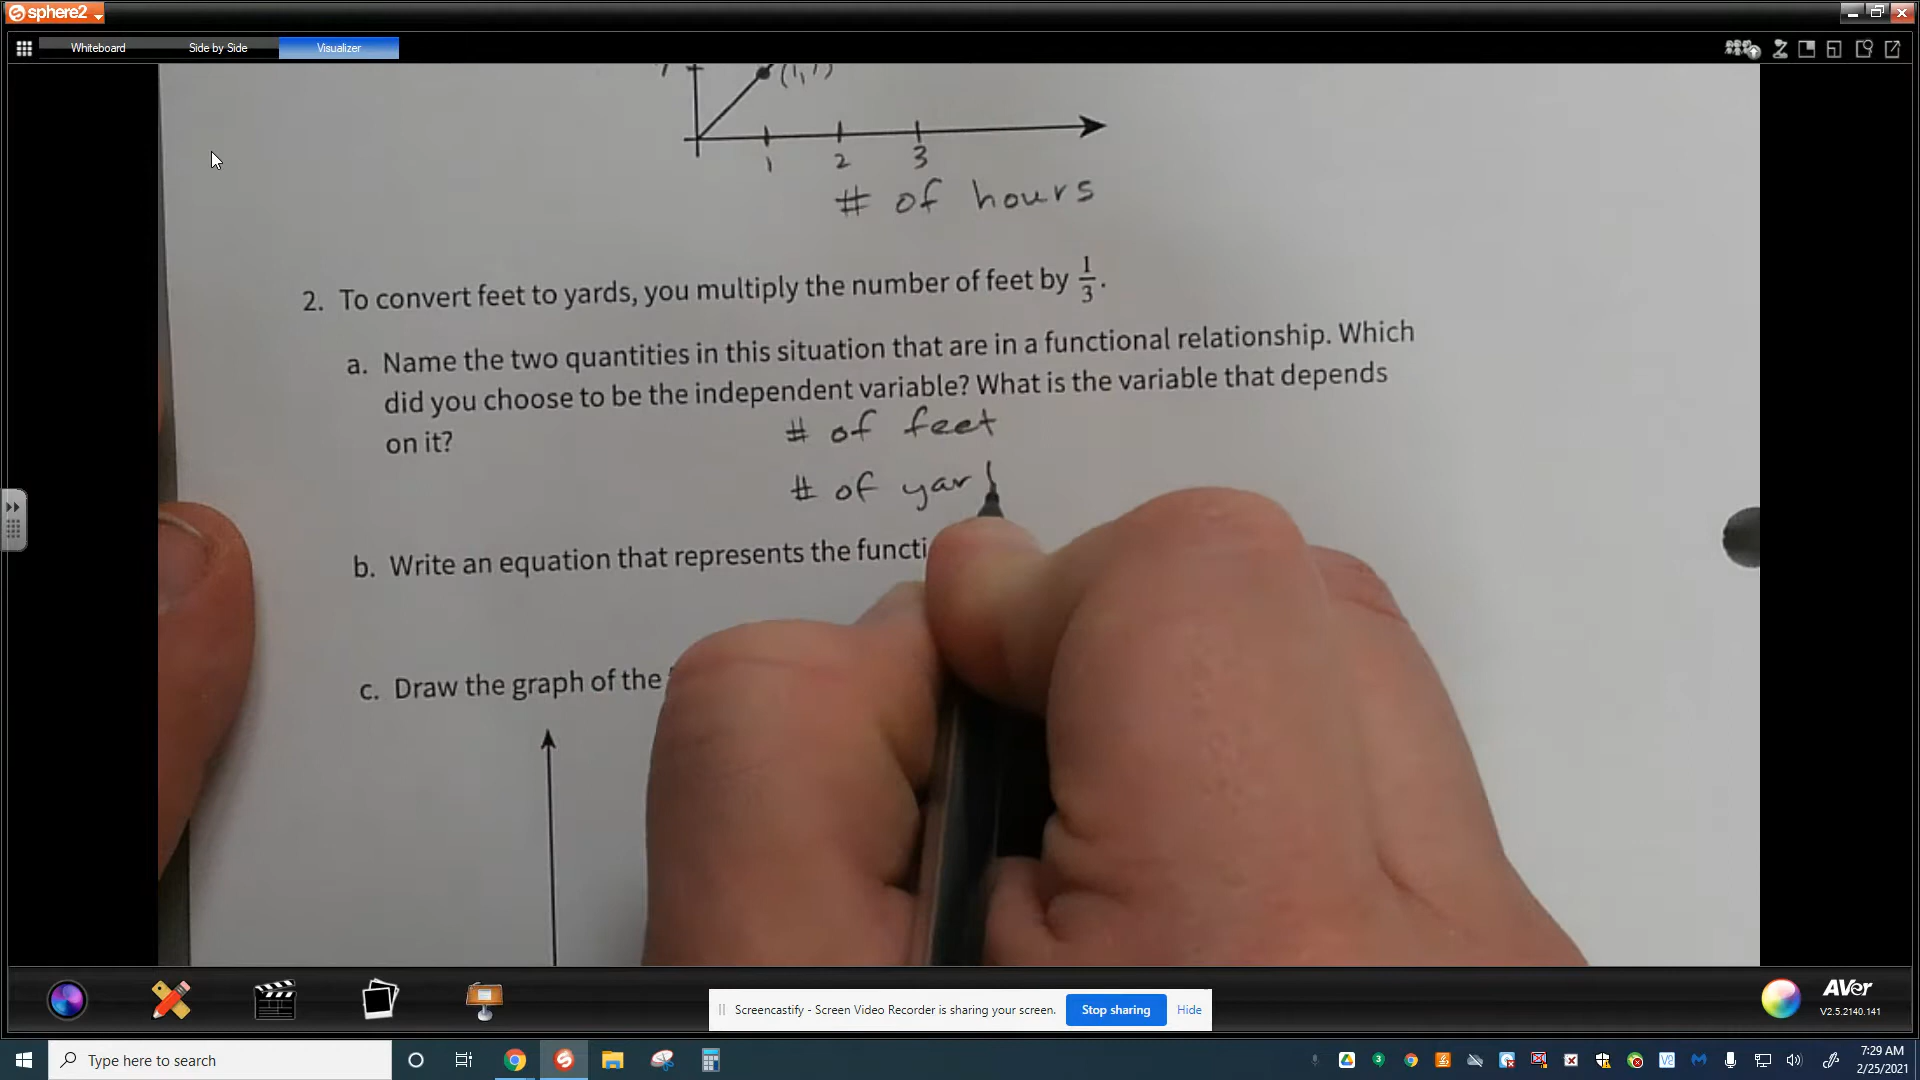 sphere2
Whiteboard Side by Side Visualizer
(1,
1 2 3
# of hours
2. To convert feet to yards, you multiply the number of feet by 1/3.
a. Name the two quantities in this situation that are in a functional relationship. Which
did you choose to be the independent variable? What is the variable that depends
on it?
# of feet
# of yar
b. Write an equation that represents the functi
c. Draw the graph of the
Screencastify - Screen Video Recorder is sharing your screen. Stop sharing Hide
AVer
V2.5.2140.141
Type here to search
7:29 AM
2/25/2021